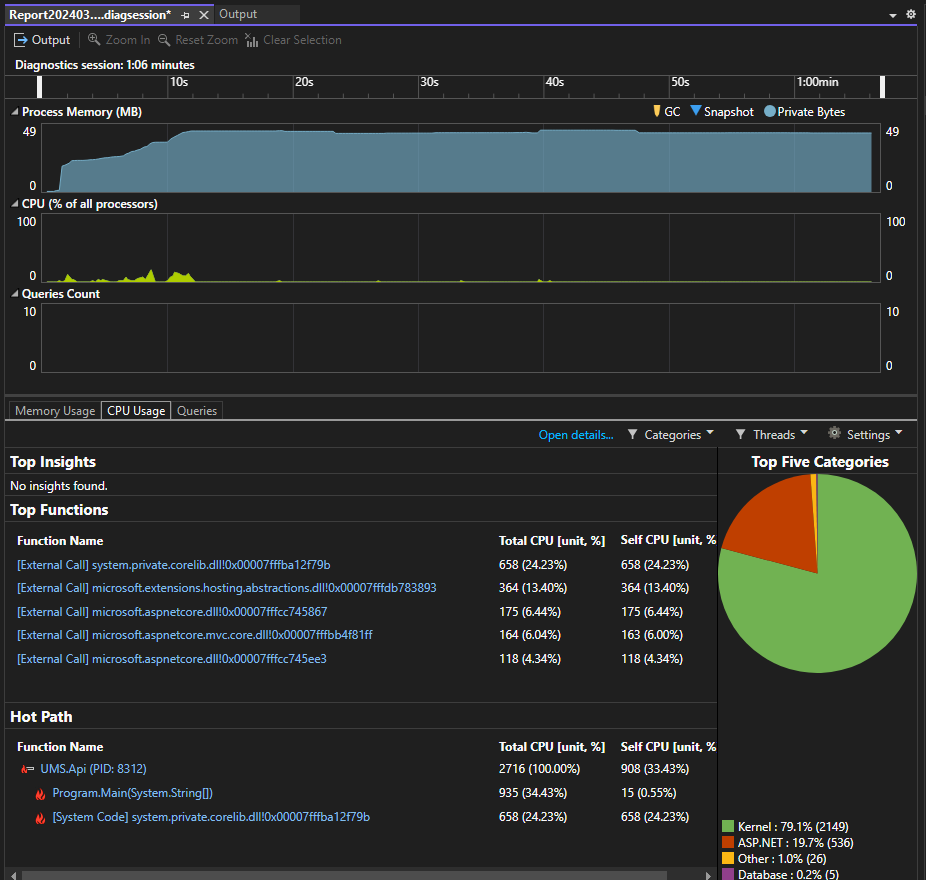 Report202403....diagsession*
Output
Output Zoom In Reset Zoom Clear Selection
Diagnostics session: 1:06 minutes
10s 20s 30s 40s 50s 1:00min
Process Memory (MB) GC Snapshot Private Bytes
49 49
0 0
CPU (% of all processors)
100 100
0 0
Queries Count
10 10
0 0
Memory Usage CPU Usage Queries
Open details... Categories Threads Settings
Top Insights
No insights found.
Top Functions
Function Name Total CPU [unit, %] Self CPU [unit, %
[External Call] system.private.corelib.dll!0x00007fffba12f79b 658 (24.23%) 658 (24.23%)
[External Call] microsoft.extensions.hosting.abstractions.dll!0x00007fffdb783893 364 (13.40%) 364 (13.40%)
[External Call] microsoft.aspnetcore.dll!0x00007fffcc745867 175 (6.44%) 175 (6.44%)
[External Call] microsoft.aspnetcore.mvc.core.dll!0x00007fffbb4f81ff 164 (6.04%) 163 (6.00%)
[External Call] microsoft.aspnetcore.dll!0x00007fffcc745ee3 118 (4.34%) 118 (4.34%)
Hot Path
Function Name Total CPU [unit, %] Self CPU [unit, %
UMS.Api (PID: 8312) 2716 (100.00%) 908 (33.43%)
Program.Main(System.String[]) 935 (34.43%) 15 (0.55%)
[System Code] system.private.corelib.dll!0x00007fffba12f79b 658 (24.23%) 658 (24.23%)
Top Five Categories
Kernel : 79.1% (2149)
ASP.NET : 19.7% (536)
Other : 1.0% (26)
Database : 0.2% (5)